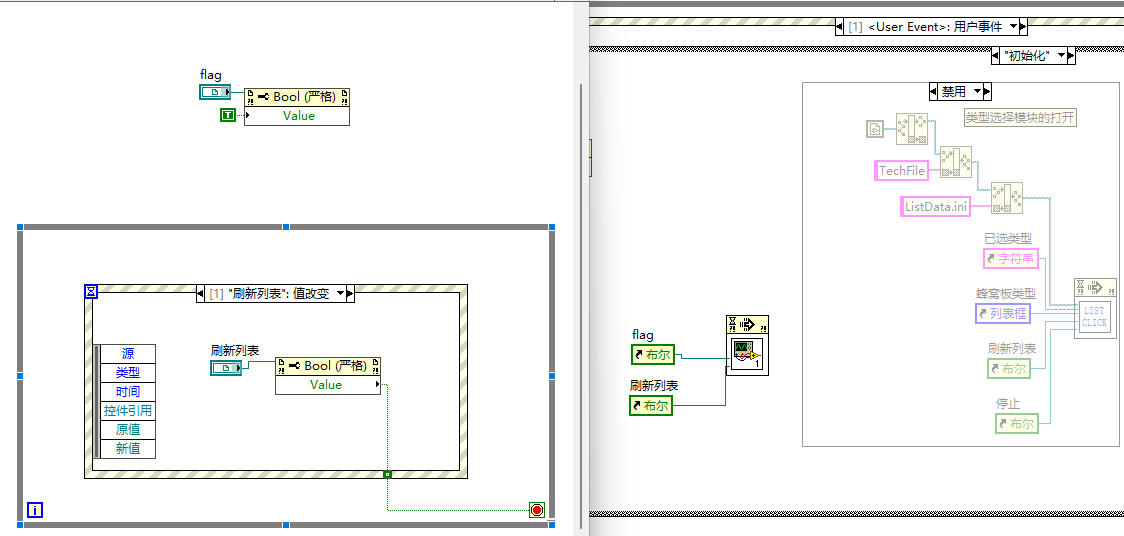 flag
Bool (严格)
T
Value
[1] "刷新列表": 值改变
源
类型
时间
控件引用
原值
新值
刷新列表
Bool (严格)
Value
i
[1] <User Event>: 用户事件
"初始化"
禁用
类型选择模块的打开
TechFile
ListData.ini
已选类型
字符串
蜂窝板类型
列表框
LIST
CLICK
刷新列表
布尔
停止
布尔
flag
布尔
刷新列表
布尔
1